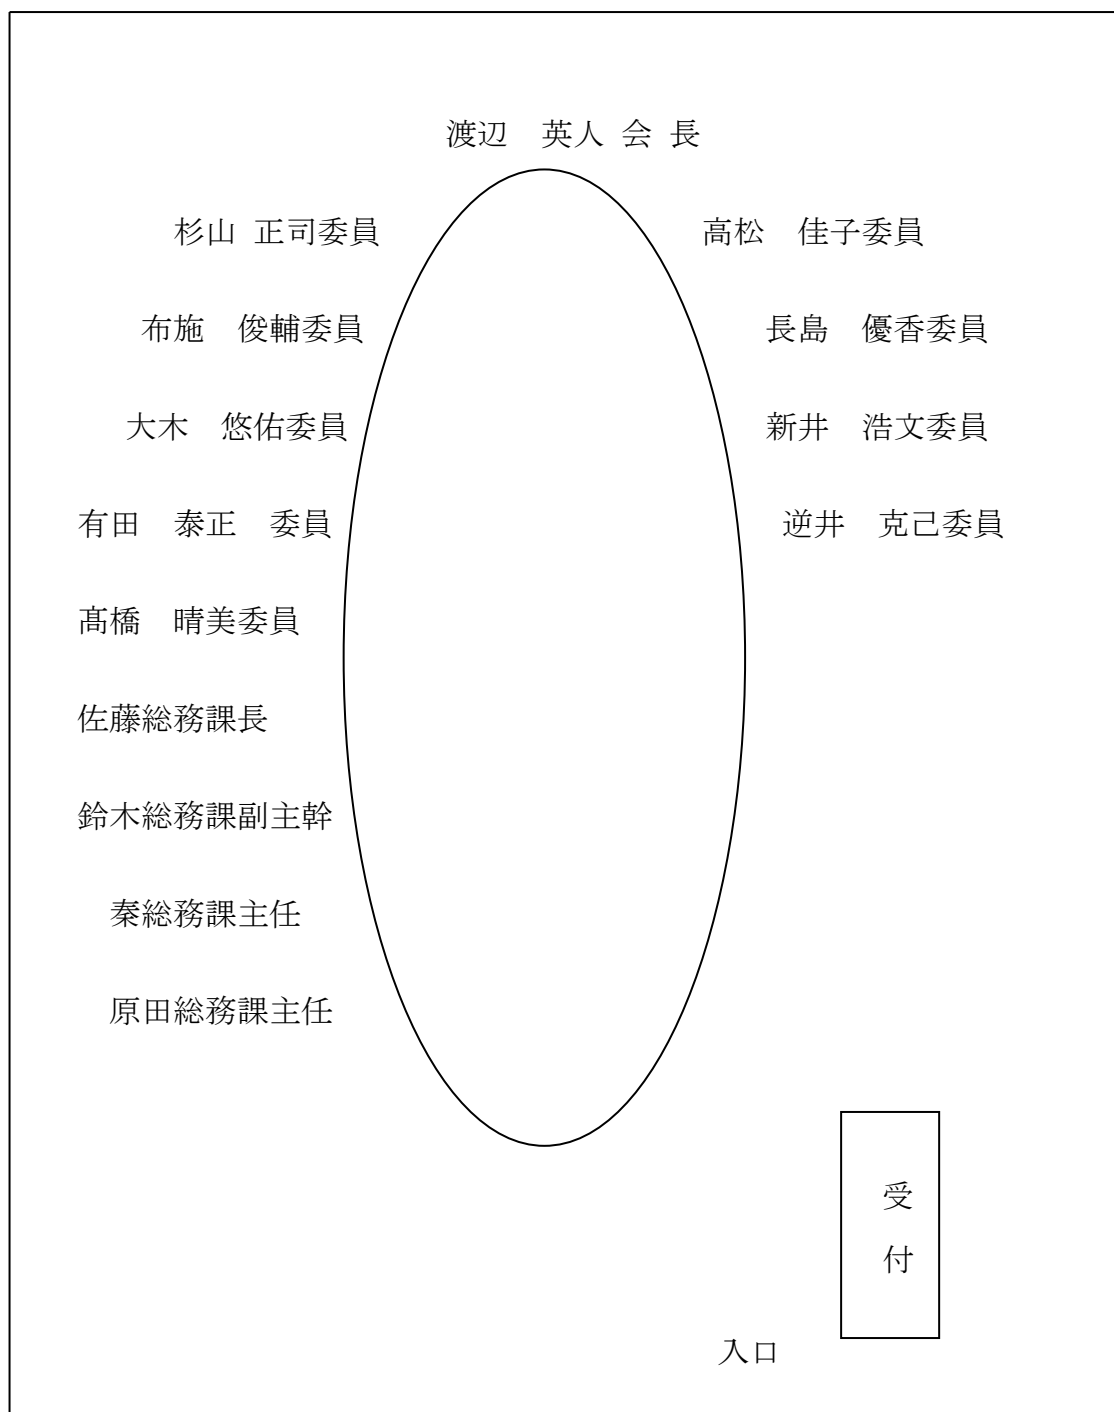 渡辺　英人 会 長
杉山 正司委員　高松　佳子委員
布施　俊輔委員　長島　優香委員
大木　悠佑委員　新井　浩文委員
有田　泰正　委員　逆井　克己委員
髙橋　晴美委員
佐藤総務課長
鈴木総務課副主幹
秦総務課主任
原田総務課主任
受
付
入口